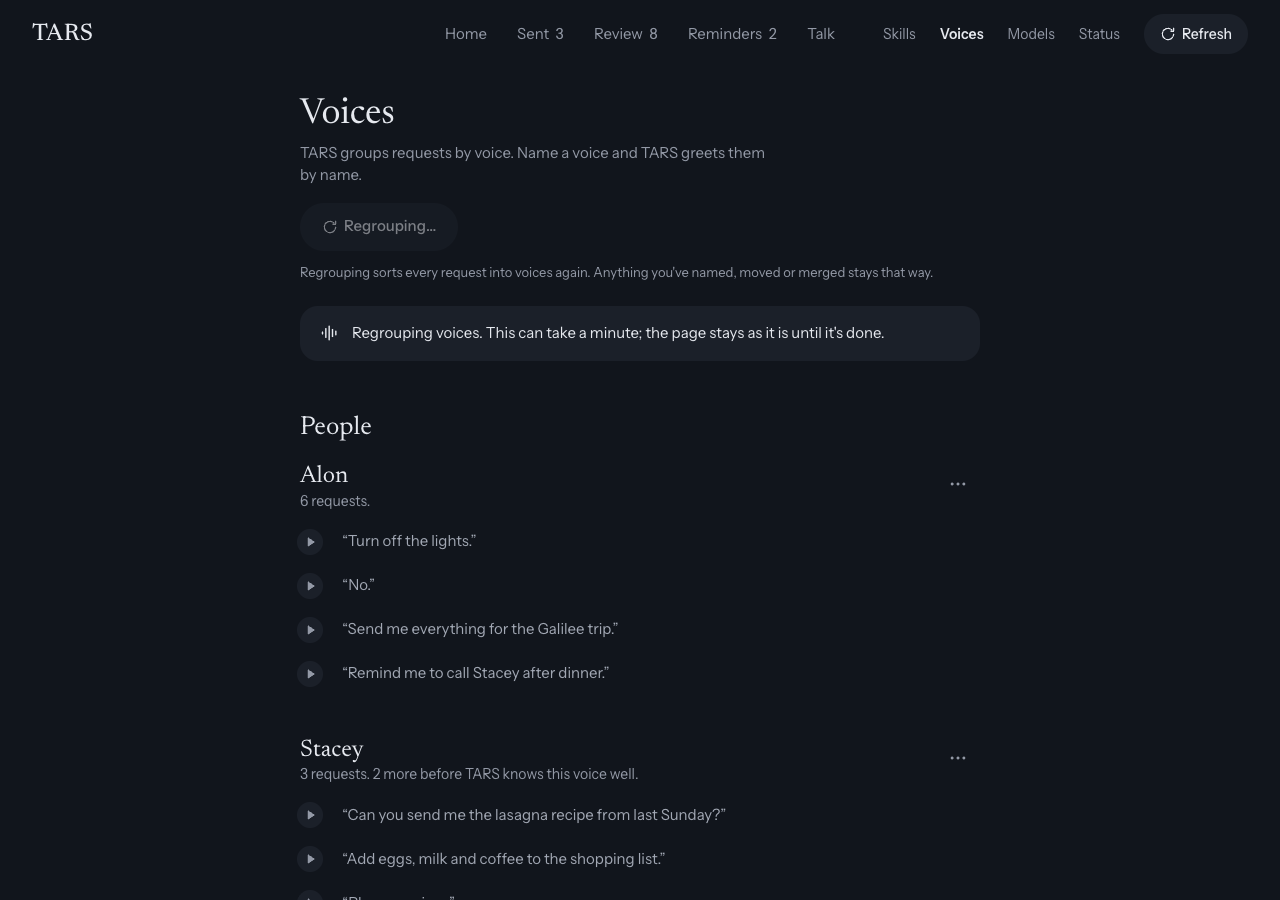 TARS
Home
Sent 3
Review 8
Reminders 2
Talk
Skills
Voices
Models
Status
Refresh
Voices
TARS groups requests by voice. Name a voice and TARS greets them
by name.
Regrouping…
Regrouping sorts every request into voices again. Anything you've named, moved or merged stays that way.
Regrouping voices. This can take a minute; the page stays as it is until it's done.
People
Alon
6 requests.
“Turn off the lights.”
“No.”
“Send me everything for the Galilee trip.”
“Remind me to call Stacey after dinner.”
Stacey
3 requests. 2 more before TARS knows this voice well.
“Can you send me the lasagna recipe from last Sunday?”
“Add eggs, milk and coffee to the shopping list.”